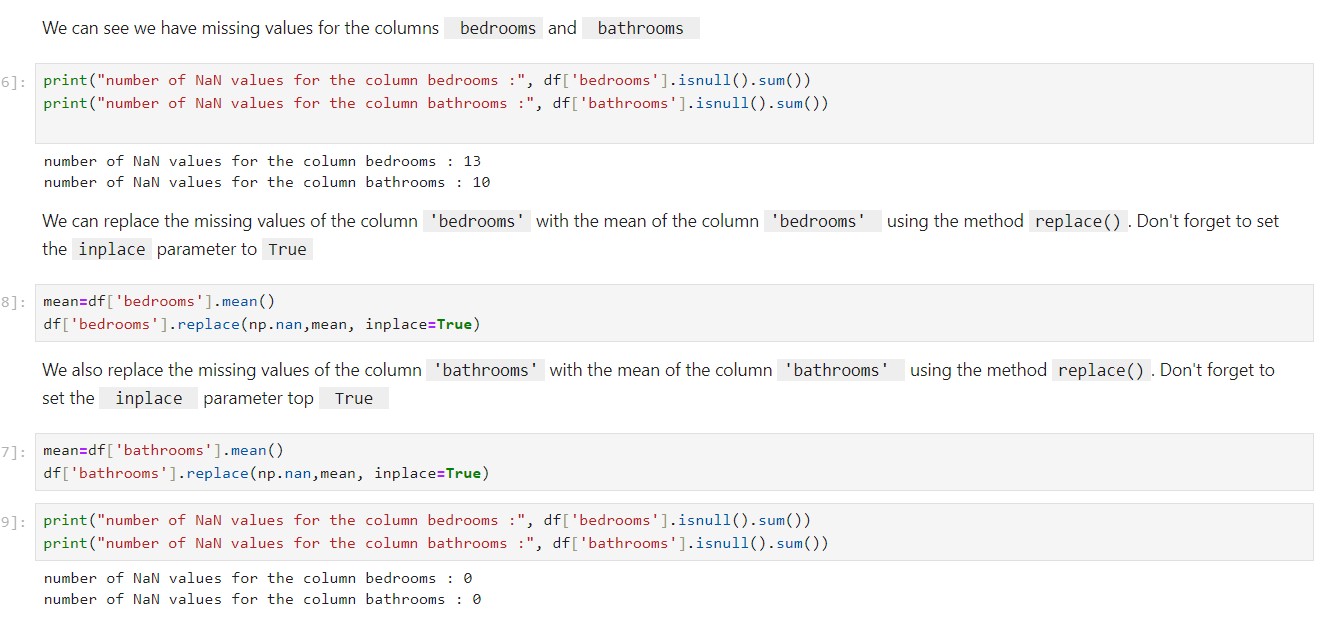 We can see we have missing values for the columns bedrooms and bathrooms
6]:
print("number of NaN values for the column bedrooms :", df['bedrooms'].isnull().sum())
print("number of NaN values for the column bathrooms :", df['bathrooms'].isnull().sum())
number of NaN values for the column bedrooms : 13
number of NaN values for the column bathrooms : 10
We can replace the missing values of the column 'bedrooms' with the mean of the column 'bedrooms' using the method replace(). Don't forget to set
the inplace parameter to True
8]:
mean=df['bedrooms'].mean()
df['bedrooms'].replace(np.nan,mean, inplace=True)
We also replace the missing values of the column 'bathrooms' with the mean of the column 'bathrooms' using the method replace(). Don't forget to
set the inplace parameter top True
7]:
mean=df['bathrooms'].mean()
df['bathrooms'].replace(np.nan,mean, inplace=True)
9]:
print("number of NaN values for the column bedrooms :", df['bedrooms'].isnull().sum())
print("number of NaN values for the column bathrooms :", df['bathrooms'].isnull().sum())
number of NaN values for the column bedrooms : 0
number of NaN values for the column bathrooms : 0